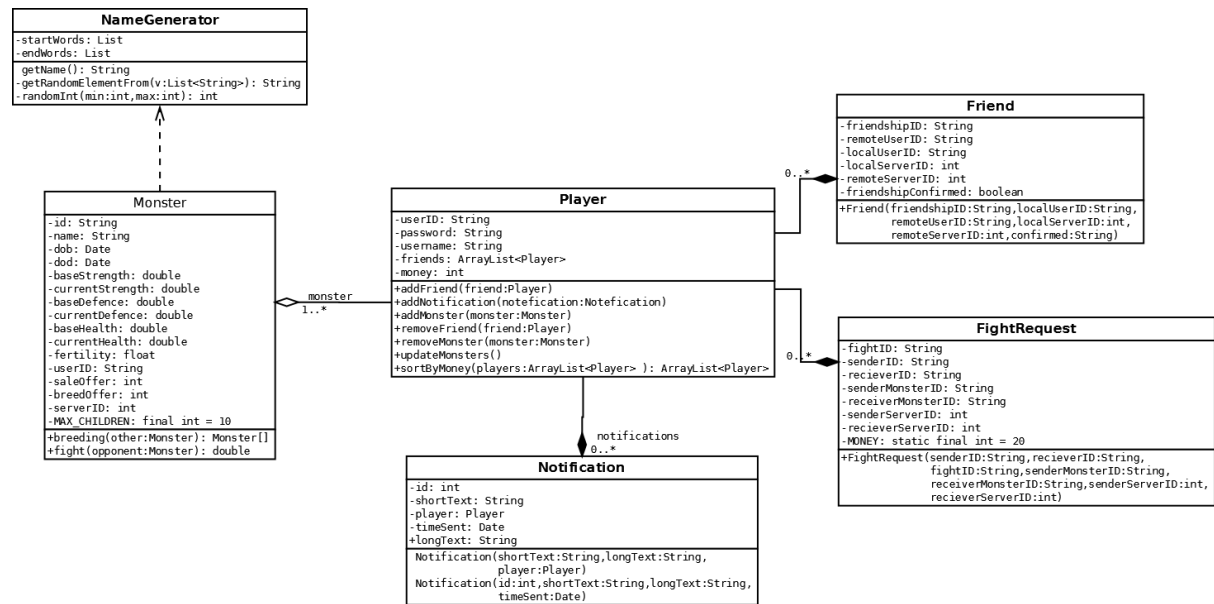 NameGenerator
-startWords: List
-endWords: List
getName(): String
-getRandomElementFrom(v:List<String>): String
-randomInt(min:int,max:int): int
Monster
-id: String
-name: String
-dob: Date
-dod: Date
-baseStrength: double
-currentStrength: double
-baseDefence: double
-currentDefence: double
-baseHealth: double
-currentHealth: double
-fertility: float
-userID: String
-saleOffer: int
-breedOffer: int
-serverID: int
-MAX_CHILDREN: final int = 10
+breeding(other:Monster): Monster[]
+fight(opponent:Monster): double
monster
1..*
Player
-userID: String
-password: String
-username: String
-friends: ArrayList<Player>
-money: int
+addFriend(friend:Player)
+addNotification(notefication:Notefication)
+addMonster(monster:Monster)
+removeFriend(friend:Player)
+removeMonster(monster:Monster)
+updateMonsters()
+sortByMoney(players:ArrayList<Player> ): ArrayList<Player>
0..*
Friend
-friendshipID: String
-remoteUserID: String
-localUserID: String
-localServerID: int
-remoteServerID: int
-friendshipConfirmed: boolean
+Friend(friendshipID:String,localUserID:String,
remoteUserID:String,localServerID:int,
remoteServerID:int,confirmed:String)
0..*
FightRequest
-fightID: String
-senderID: String
-recieverID: String
-senderMonsterID: String
-receiverMonsterID: String
-senderServerID: int
-recieverServerID: int
-MONEY: static final int = 20
+FightRequest(senderID:String,recieverID:String,
fightID:String,senderMonsterID:String,
receiverMonsterID:String,senderServerID:int,
recieverServerID:int)
notifications
0..*
Notification
-id: int
-shortText: String
-player: Player
-timeSent: Date
+longText: String
Notification(shortText:String,longText:String,
player:Player)
Notification(id:int,shortText:String,longText:String,
timeSent:Date)